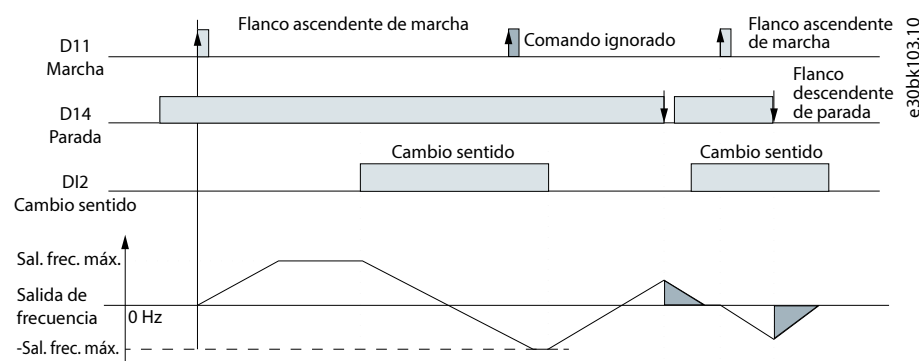 Flanco ascendente de marcha
D11
Marcha
Comando ignorado
Flanco ascendente
de marcha
D14
Parada
Flanco
descendente
de parada
Cambio sentido
Cambio sentido
DI2
Cambio sentido
Sal. frec. máx.
Salida de
frecuencia
0 Hz
-Sal. frec. máx.
e30bk103.10